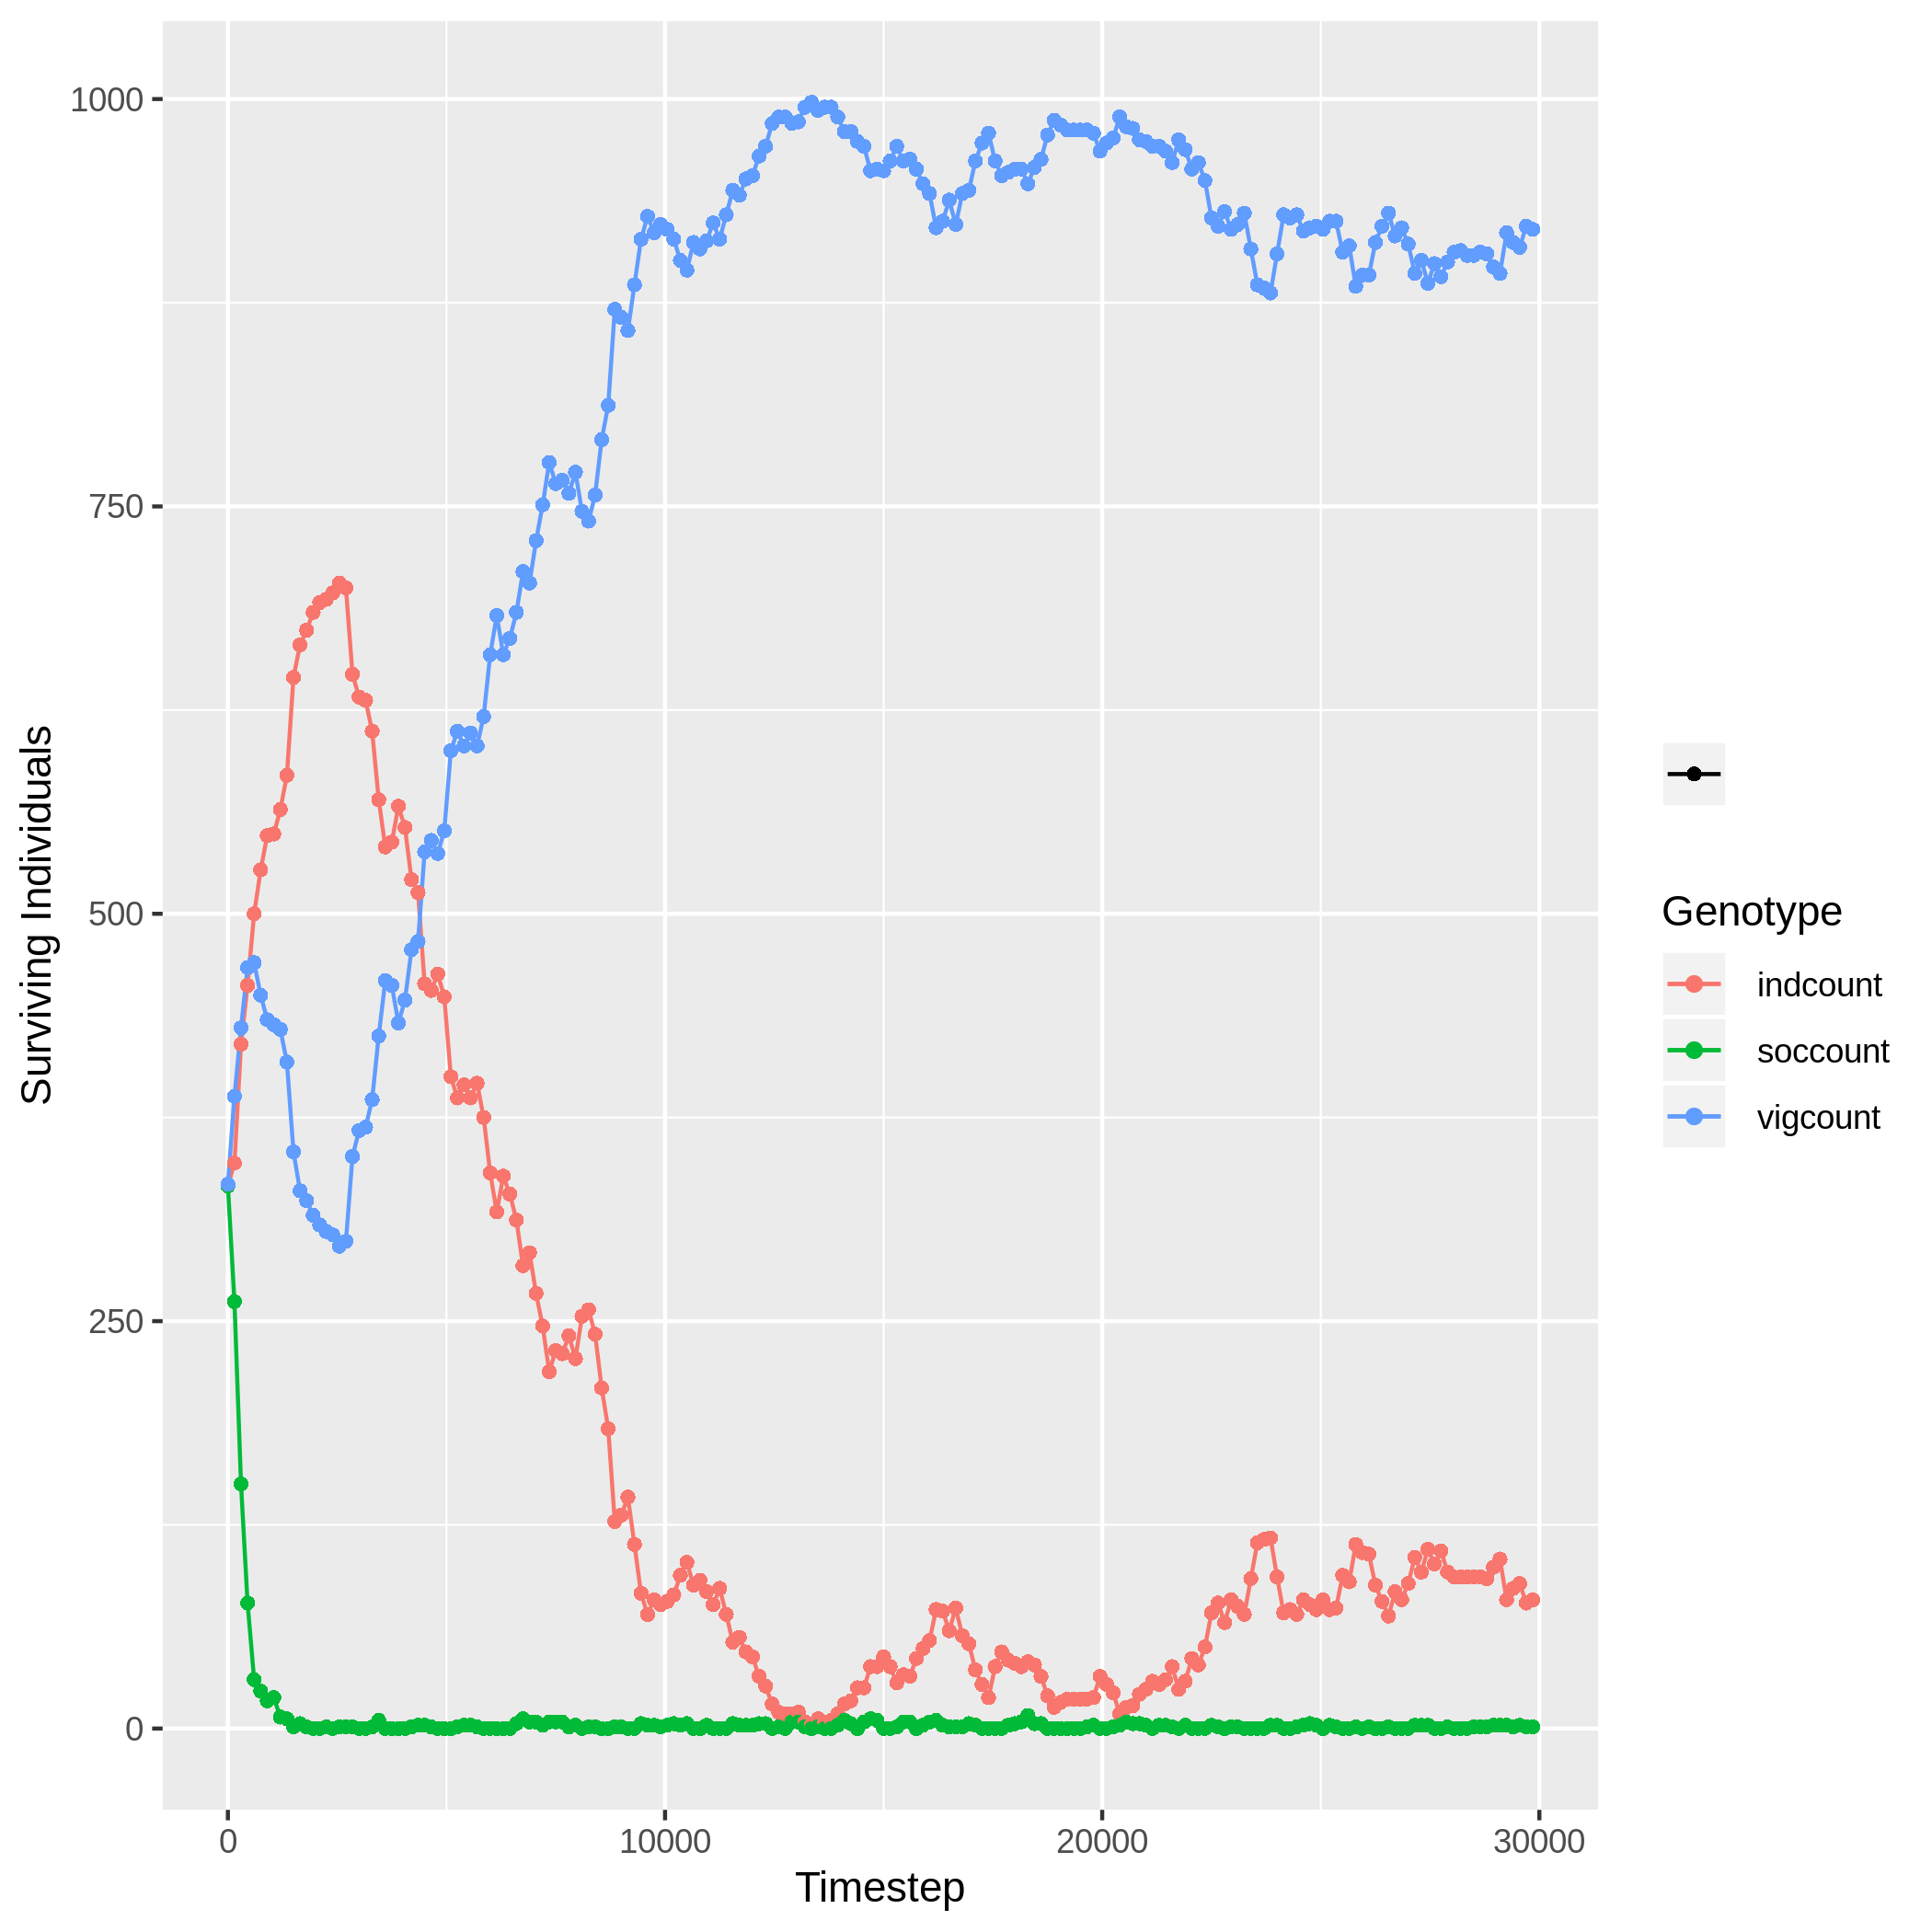 1000
750
500
250
0
0 10000 20000 30000
Timestep
Surviving Individuals
Genotype
indcount
soccount
vigcount